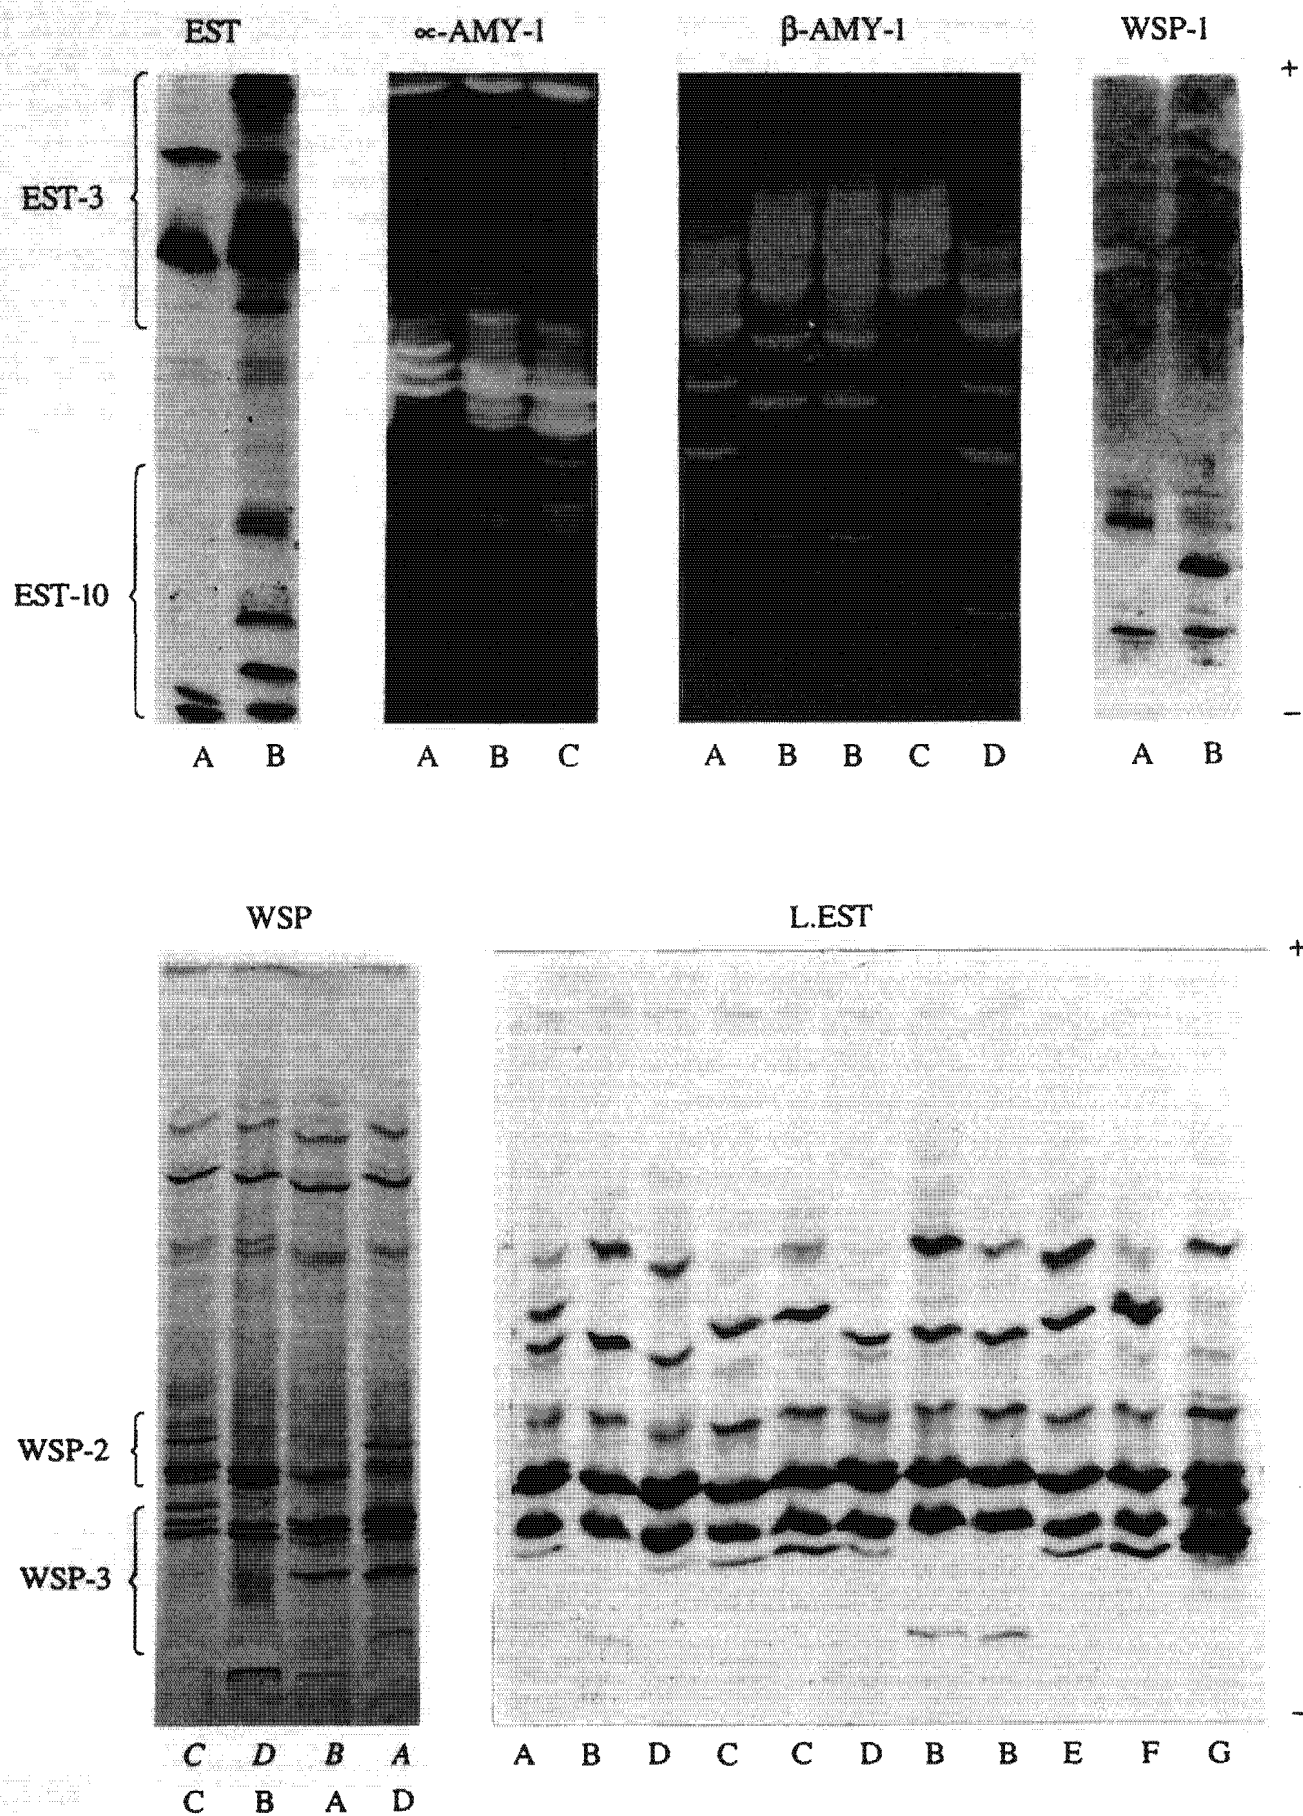 EST ∝-AMY-1 β-AMY-1 WSP-1
+
EST-3
EST-10
−
A B A B C A B B C D A B
WSP L.EST
+
WSP-2
WSP-3
−
C D B A A B D C C D B B E F G
C B A D